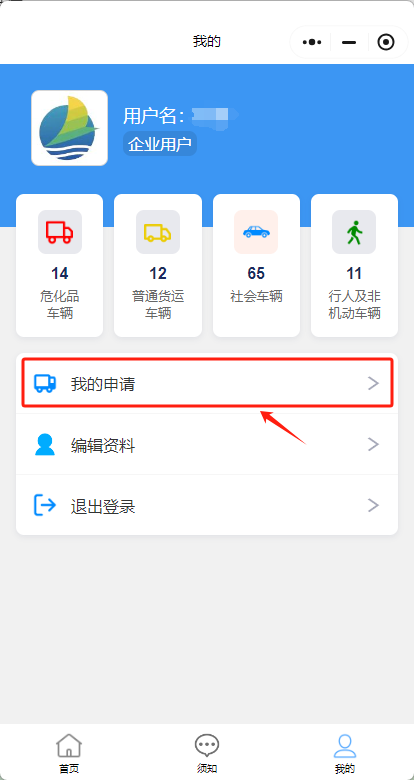 我的
用户名：
企业用户
14
危化品
车辆
12
普通货运
车辆
65
社会车辆
11
行人及非
机动车辆
我的申请
编辑资料
退出登录
首页
须知
我的